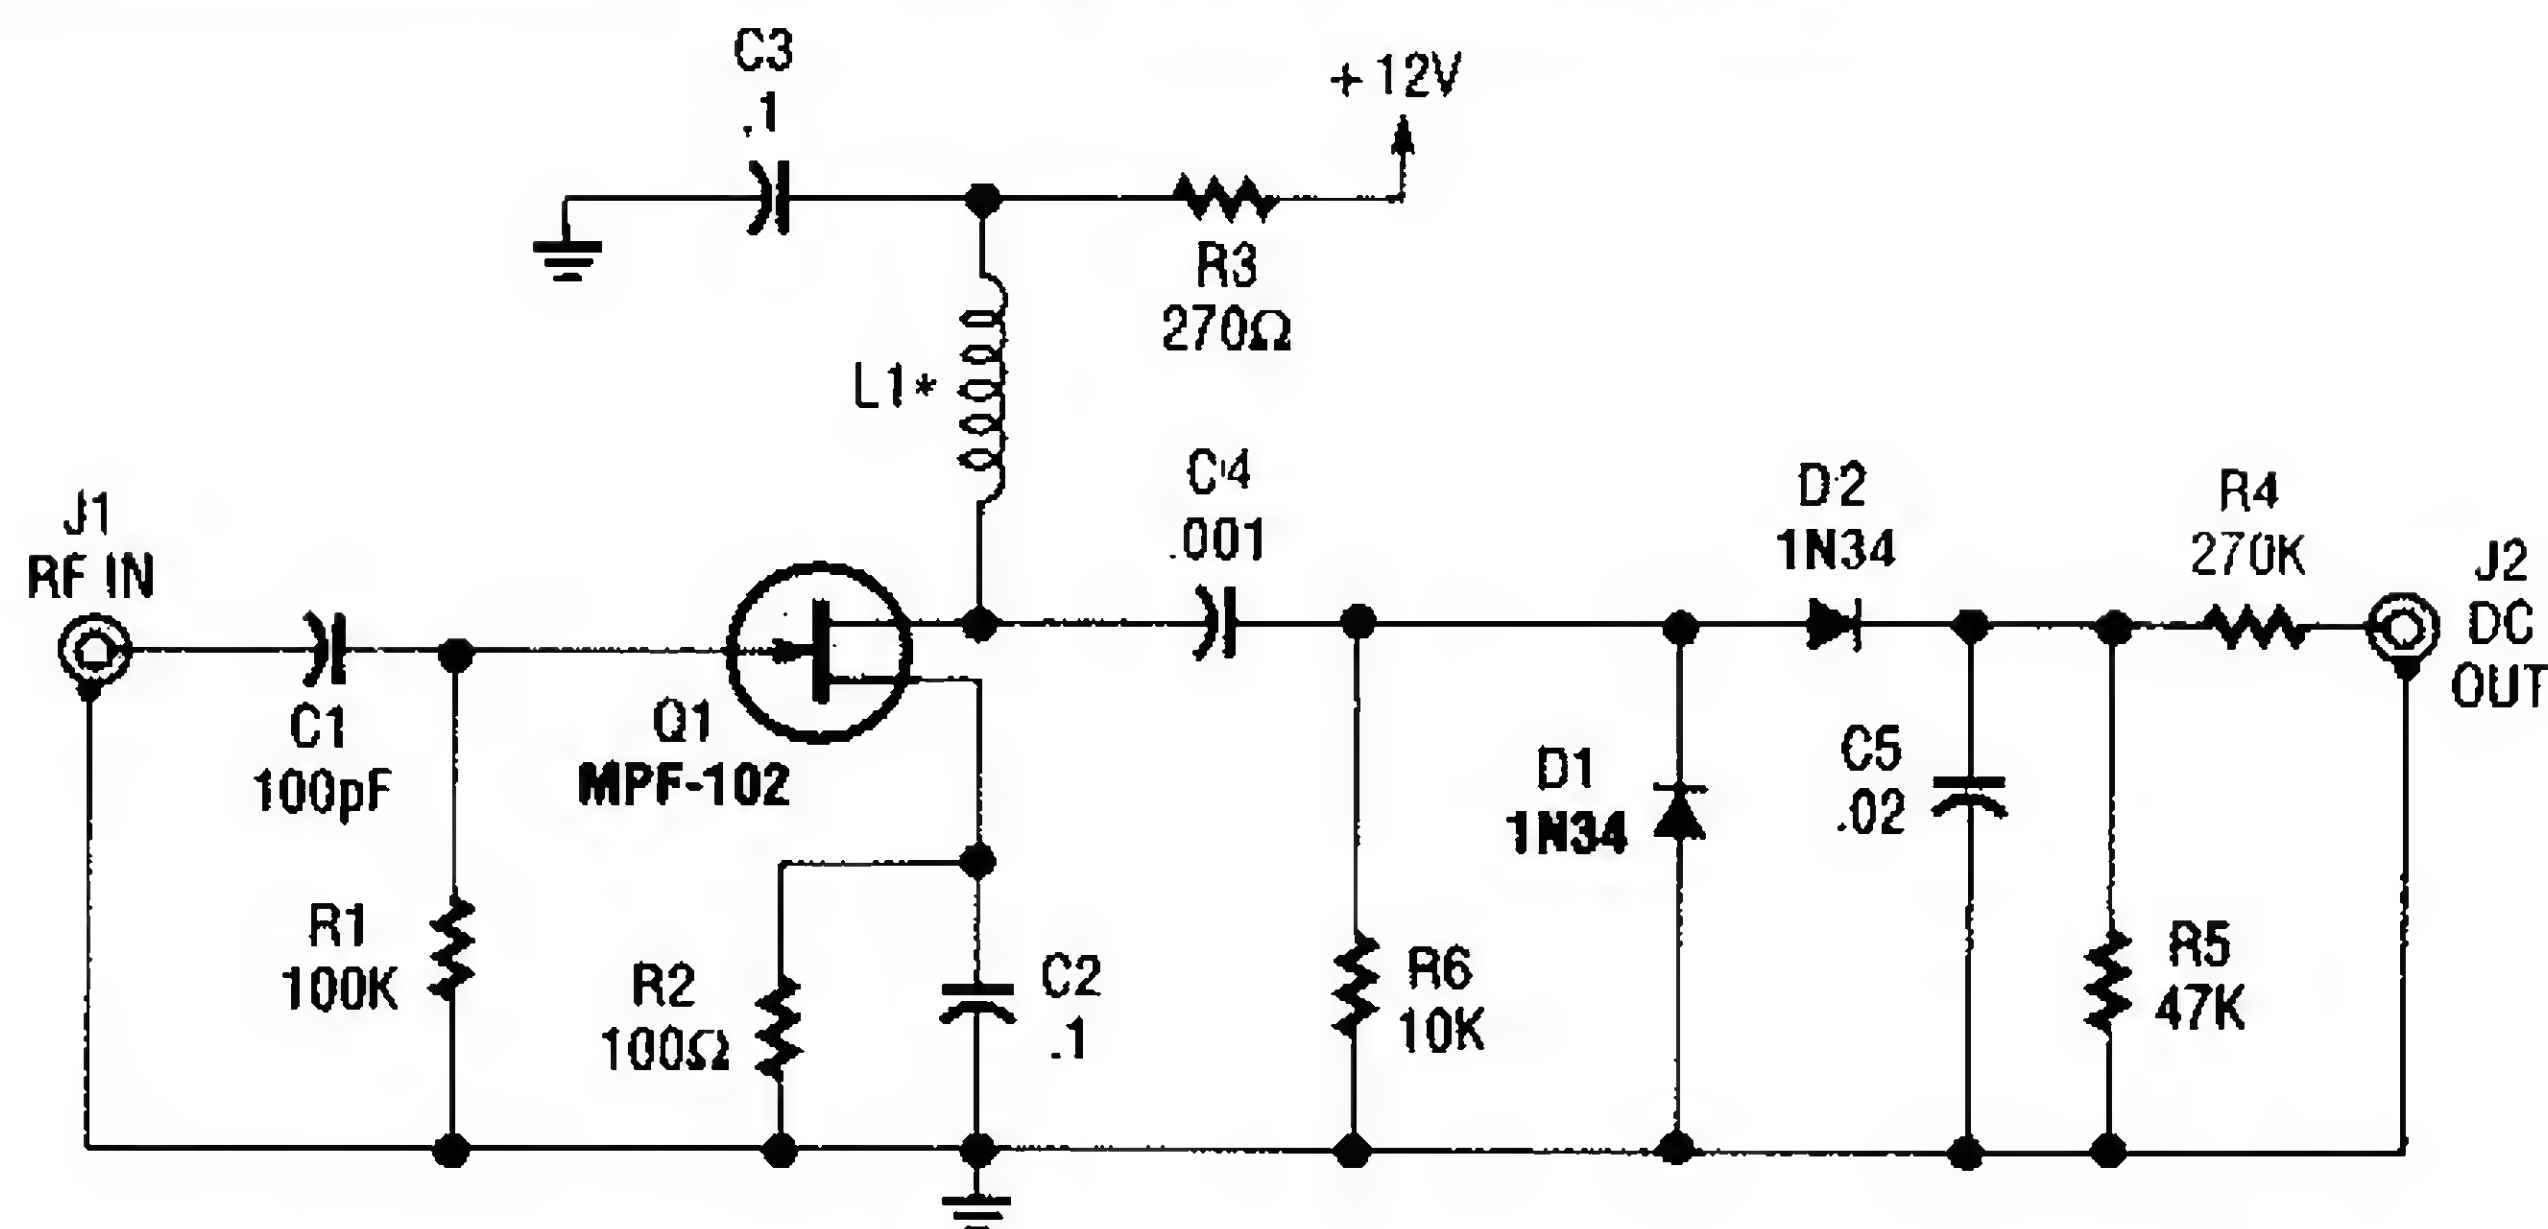 C3
.1
+12V
R3
270Ω
L1*
C4
.001
D2
1N34
R4
270K
J1
RF IN
J2
DC
OUT
C1
100pF
Q1
MPF-102
D1
1N34
C5
.02
R1
100K
R2
100Ω
C2
.1
R6
10K
R5
47K